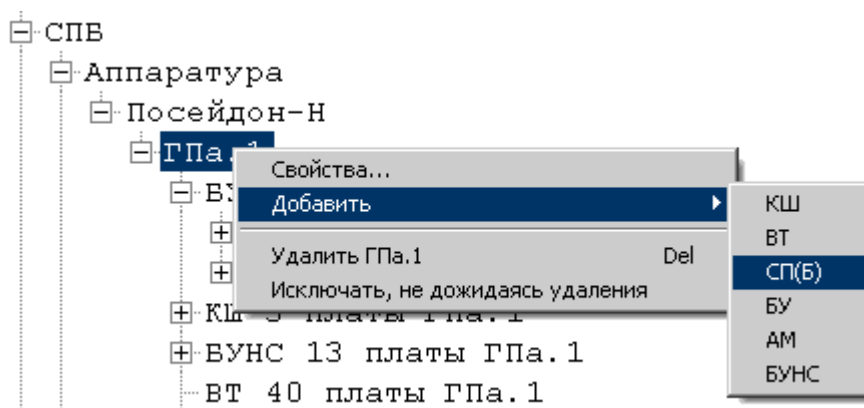 СПВ
Аппаратура
Посейдон-Н
ГПа.1
Свойства...
Добавить
КШ
ВТ
Удалить ГПа.1 Del
СП(Б)
Исключать, не дожидаясь удаления
БУ
АМ
БУНС 13 платы ГПа.1
БУНС
ВТ 40 платы ГПа.1